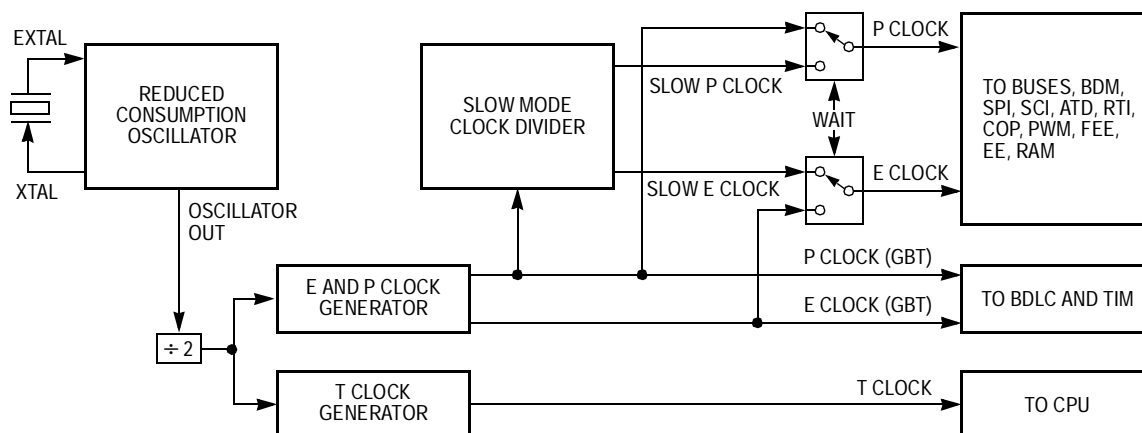 EXTAL
XTAL
REDUCED
CONSUMPTION
OSCILLATOR
OSCILLATOR
OUT
÷ 2
SLOW MODE
CLOCK DIVIDER
SLOW P CLOCK
SLOW E CLOCK
WAIT
P CLOCK
E CLOCK
TO BUSES, BDM,
SPI, SCI, ATD, RTI,
COP, PWM, FEE,
EE, RAM
E AND P CLOCK
GENERATOR
P CLOCK (GBT)
E CLOCK (GBT)
TO BDLC AND TIM
T CLOCK
GENERATOR
T CLOCK
TO CPU